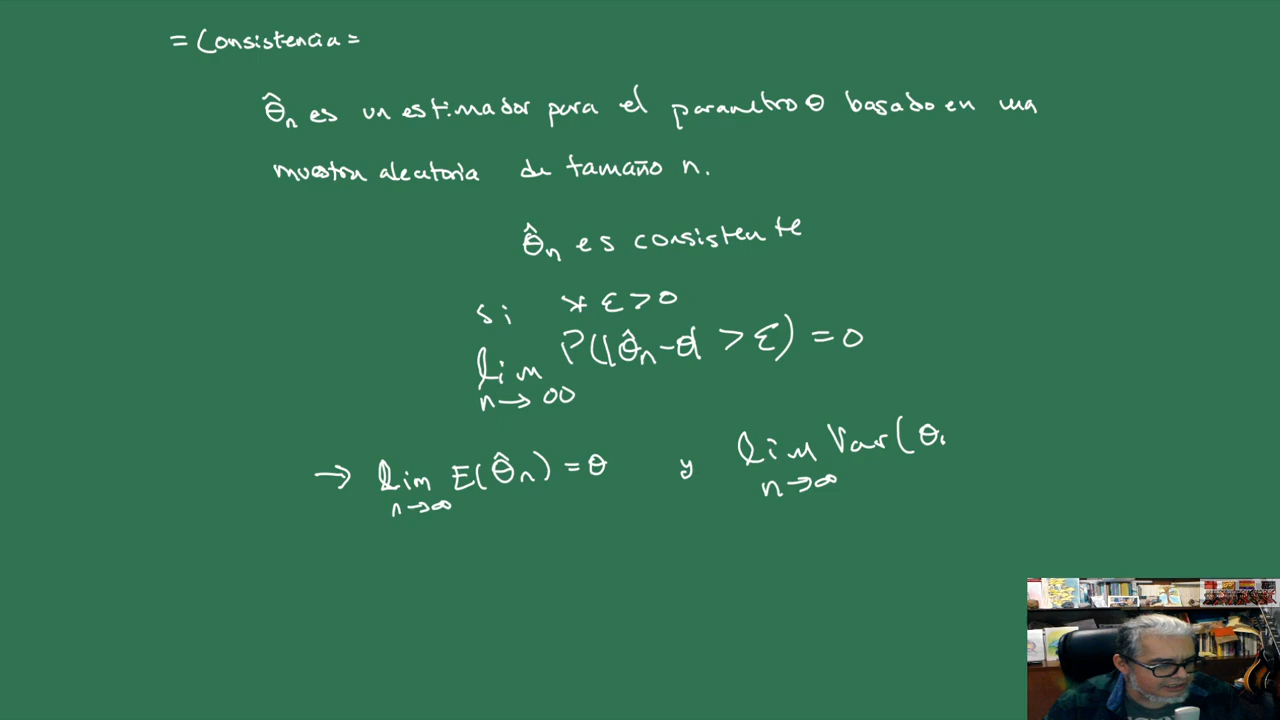 = Consistencia =
θ̂n es un estimador para el parametro θ basado en una
muestra aleatoria de tamaño n.
θ̂n es consistente
si * ε > 0
lim P(|θ̂n - θ| > ε) = 0
n → ∞
→ lim E(θ̂n) = θ y lim Var(θ.
n → ∞ n → ∞